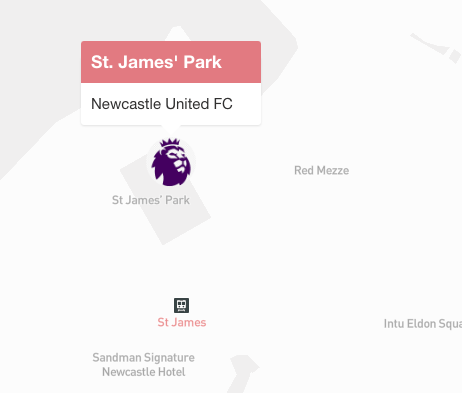 St. James' Park
Newcastle United FC
Red Mezze
St James' Park
St James
Intu Eldon Squa
Sandman Signature
Newcastle Hotel